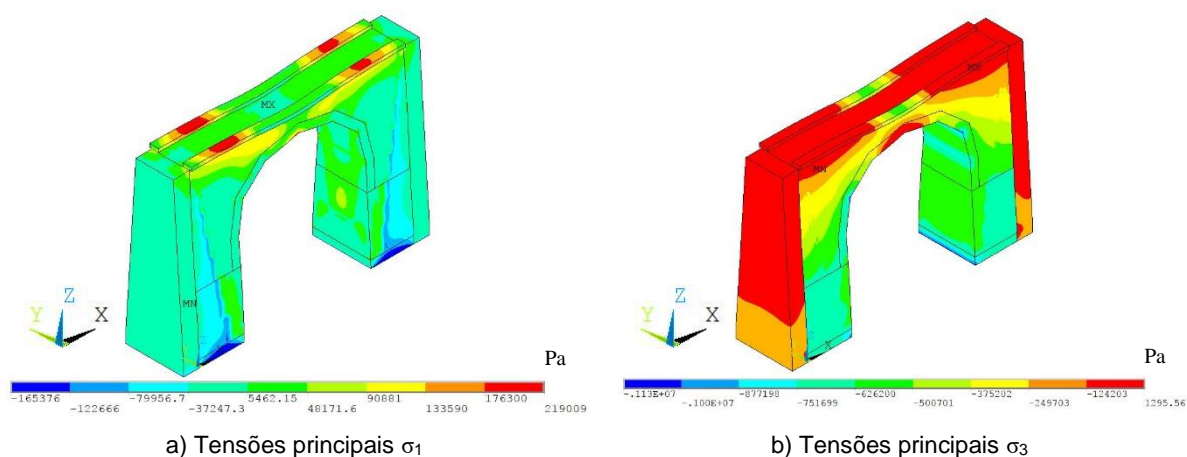 MX
MN
Z
Y X
Pa
-165376 -79956.7 5462.15 90881 176300
-122666 -37247.3 48171.6 133590 219009
a) Tensões principais σ1
MX
MN
X
Z
Y X
Pa
-.113E+07 -877198 -626200 -375202 -124203
-.100E+07 -751699 -500701 -249703 1295.56
b) Tensões principais σ3